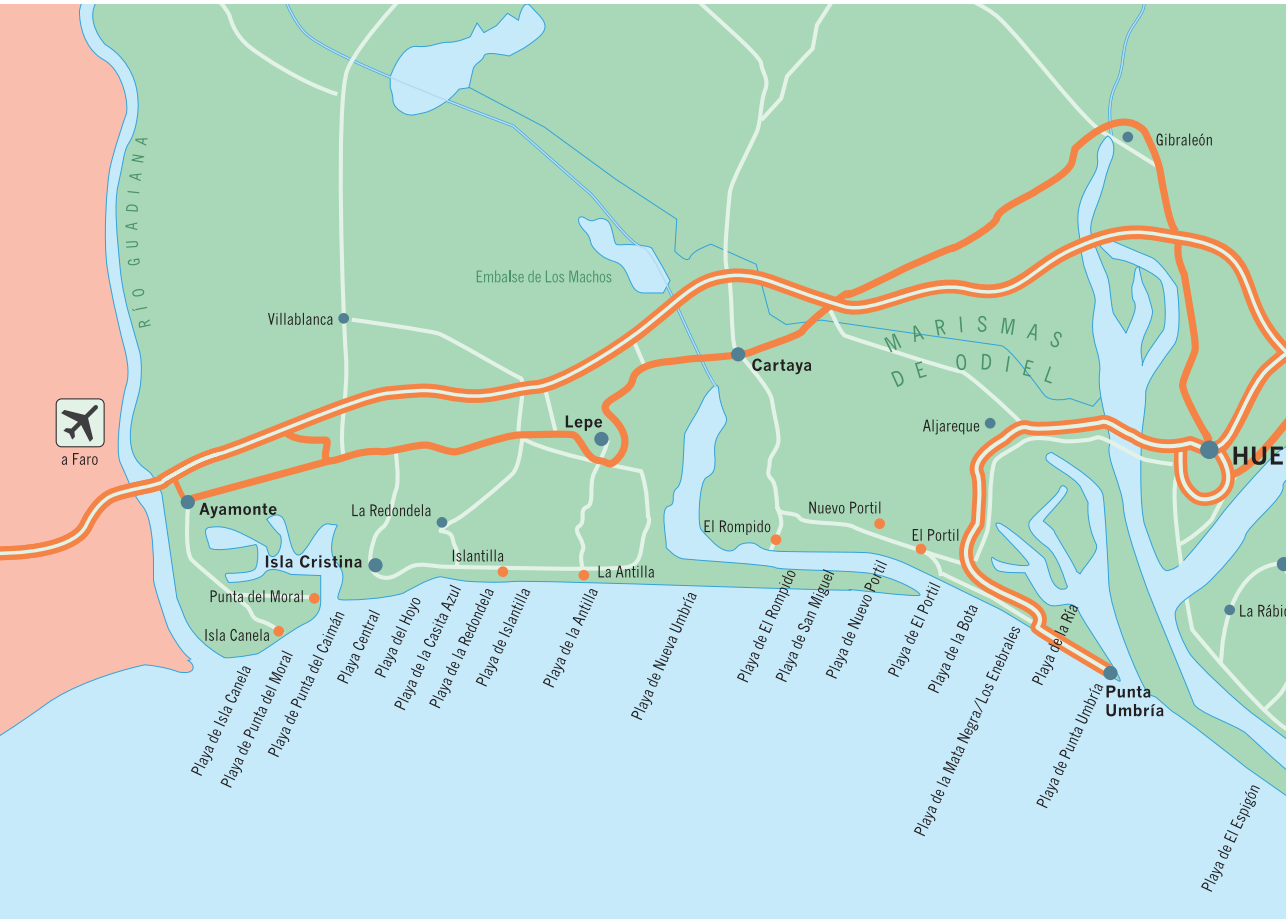 Gibraleón
RÍO GUADIANA
Embalse de Los Machos
Villablanca
MARISMAS
DE ODIEL
Cartaya
a Faro
Lepe
Aljareque
HUE
Ayamonte
La Redondela
Nuevo Portil
El Rompido
El Portil
Isla Cristina
Islantilla
La Antilla
Punta del Moral
Isla Canela
La Rábi
Playa de Isla Canela
Playa de Punta del Moral
Playa de Punta del Caimán
Playa Central
Playa del Hoyo
Playa de la Casita Azul
Playa de la Redondela
Playa de Islantilla
Playa de la Antilla
Playa de Nueva Umbría
Playa de El Rompido
Playa de San Miguel
Playa de Nuevo Portil
Playa de El Portil
Playa de la Bota
Playa de la Mata Negra/Los Enebrales
Playa de la Ría
Playa de Punta Umbría
Punta
Umbría
Playa de El Espigón